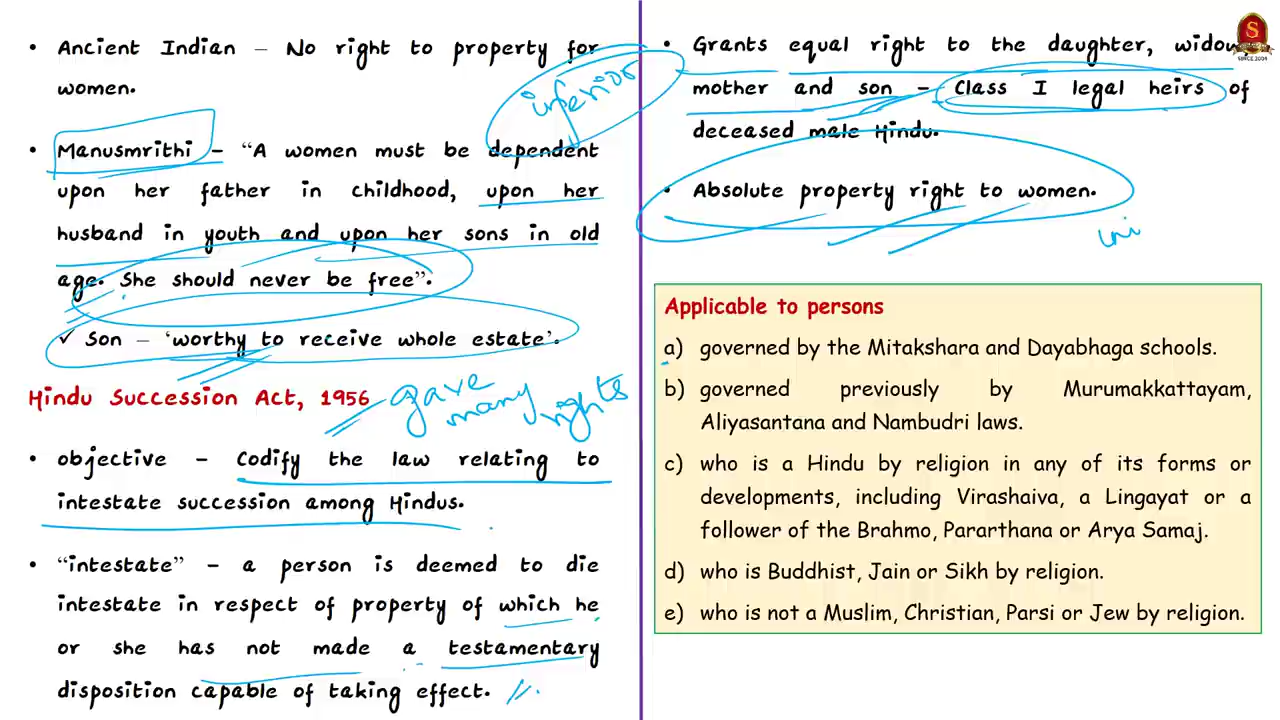 • Ancient Indian – No right to property for
women.
• Manusmrithi – “A women must be dependent
upon her father in childhood, upon her
husband in youth and upon her sons in old
age. She should never be free”.
✓ Son – ‘worthy to receive whole estate’.
inferior
Hindu Succession Act, 1956
gave many rights
• objective – Codify the law relating to
intestate succession among Hindus.
• “intestate” – a person is deemed to die
intestate in respect of property of which he
or she has not made a testamentary
disposition capable of taking effect.
• Grants equal right to the daughter, widow,
mother and son – Class I legal heirs of
deceased male Hindu.
• Absolute property right to women.
Applicable to persons
a) governed by the Mitakshara and Dayabhaga schools.
b) governed previously by Murumakkattayam,
Aliyasantana and Nambudri laws.
c) who is a Hindu by religion in any of its forms or
developments, including Virashaiva, a Lingayat or a
follower of the Brahmo, Pararthana or Arya Samaj.
d) who is Buddhist, Jain or Sikh by religion.
e) who is not a Muslim, Christian, Parsi or Jew by religion.
S
SINCE 2004